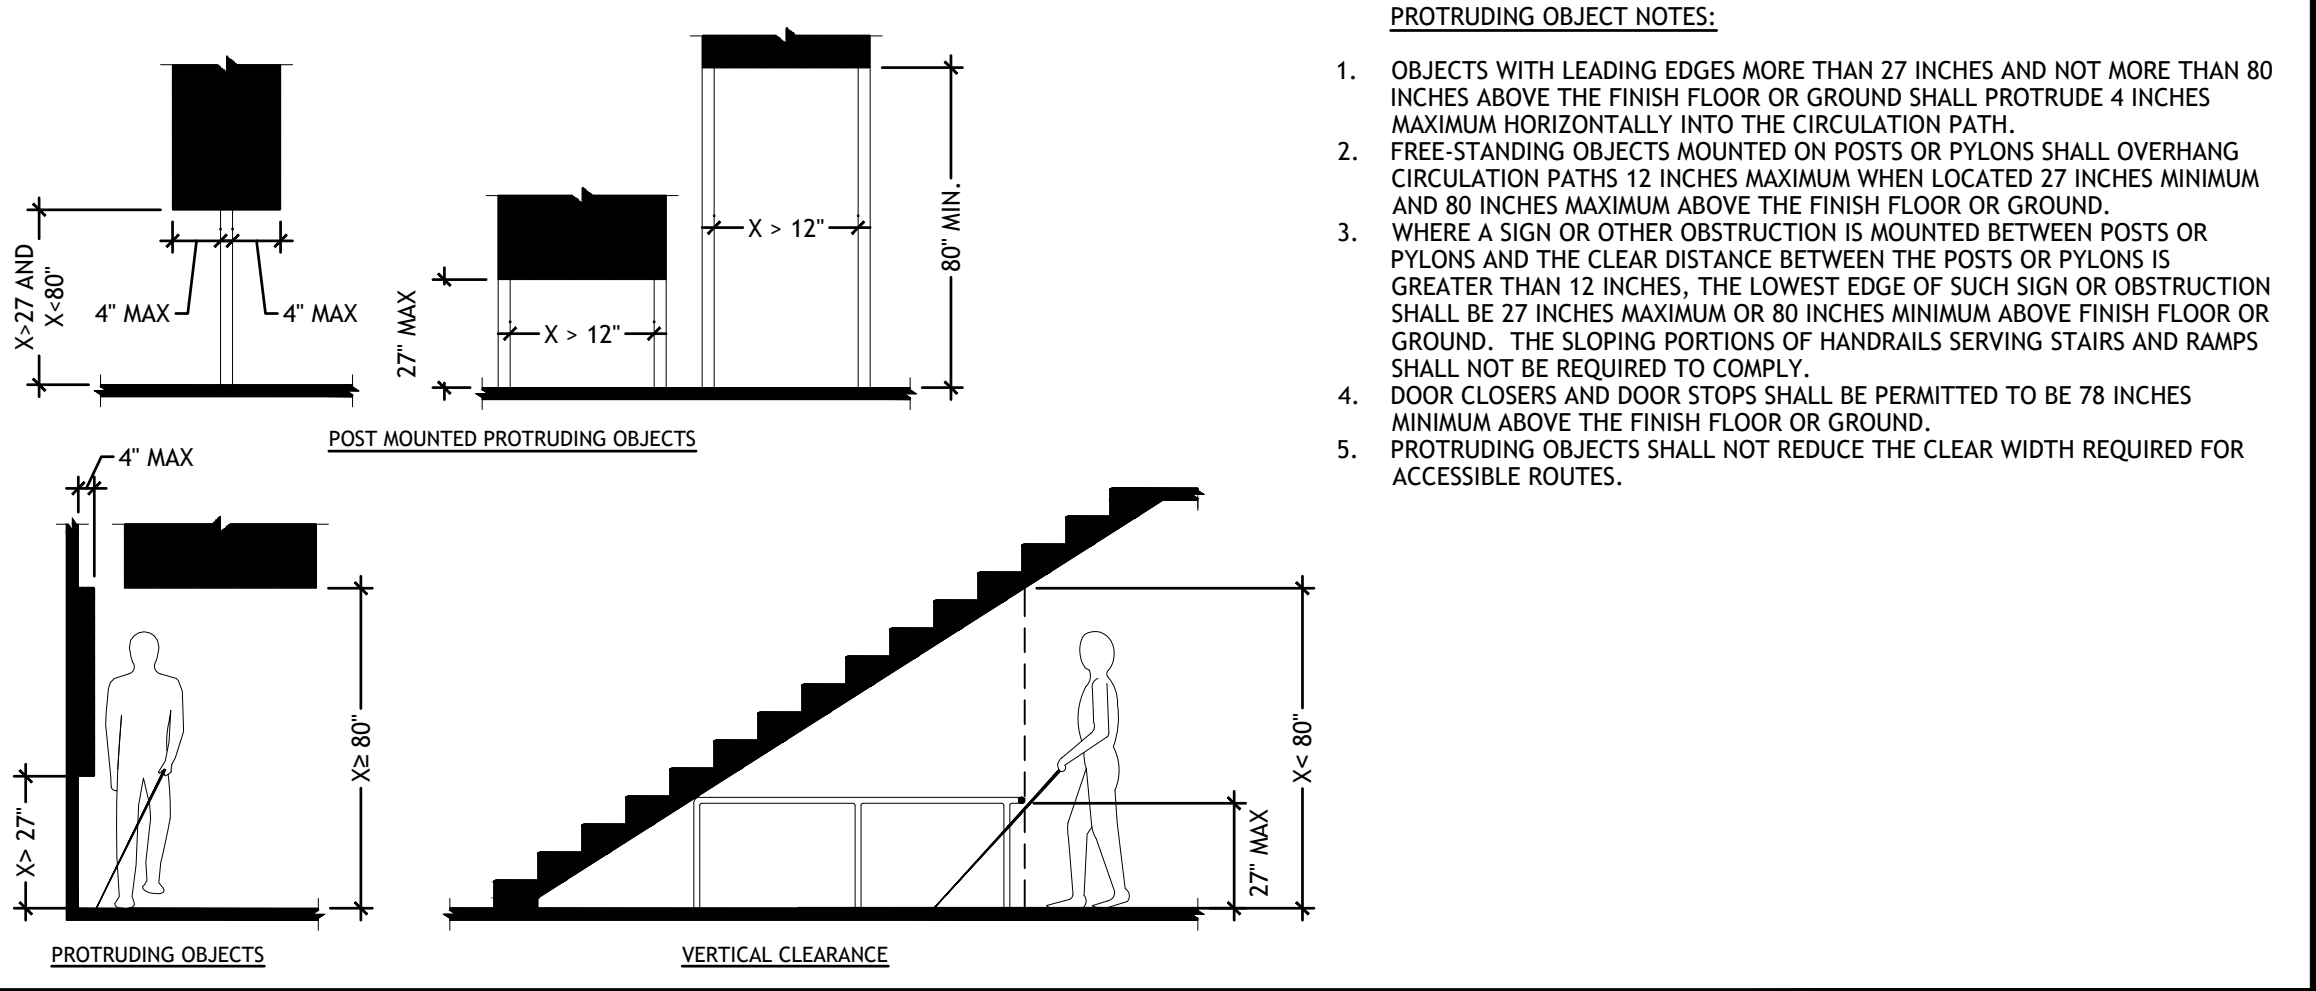 X>27 AND
X<80"
4" MAX
4" MAX
27" MAX
X > 12"
X > 12"
80" MIN.
POST MOUNTED PROTRUDING OBJECTS
4" MAX
X> 27"
X≥ 80"
PROTRUDING OBJECTS
27" MAX
X< 80"
VERTICAL CLEARANCE
PROTRUDING OBJECT NOTES:
1. OBJECTS WITH LEADING EDGES MORE THAN 27 INCHES AND NOT MORE THAN 80
INCHES ABOVE THE FINISH FLOOR OR GROUND SHALL PROTRUDE 4 INCHES
MAXIMUM HORIZONTALLY INTO THE CIRCULATION PATH.
2. FREE-STANDING OBJECTS MOUNTED ON POSTS OR PYLONS SHALL OVERHANG
CIRCULATION PATHS 12 INCHES MAXIMUM WHEN LOCATED 27 INCHES MINIMUM
AND 80 INCHES MAXIMUM ABOVE THE FINISH FLOOR OR GROUND.
3. WHERE A SIGN OR OTHER OBSTRUCTION IS MOUNTED BETWEEN POSTS OR
PYLONS AND THE CLEAR DISTANCE BETWEEN THE POSTS OR PYLONS IS
GREATER THAN 12 INCHES, THE LOWEST EDGE OF SUCH SIGN OR OBSTRUCTION
SHALL BE 27 INCHES MAXIMUM OR 80 INCHES MINIMUM ABOVE FINISH FLOOR OR
GROUND. THE SLOPING PORTIONS OF HANDRAILS SERVING STAIRS AND RAMPS
SHALL NOT BE REQUIRED TO COMPLY.
4. DOOR CLOSERS AND DOOR STOPS SHALL BE PERMITTED TO BE 78 INCHES
MINIMUM ABOVE THE FINISH FLOOR OR GROUND.
5. PROTRUDING OBJECTS SHALL NOT REDUCE THE CLEAR WIDTH REQUIRED FOR
ACCESSIBLE ROUTES.